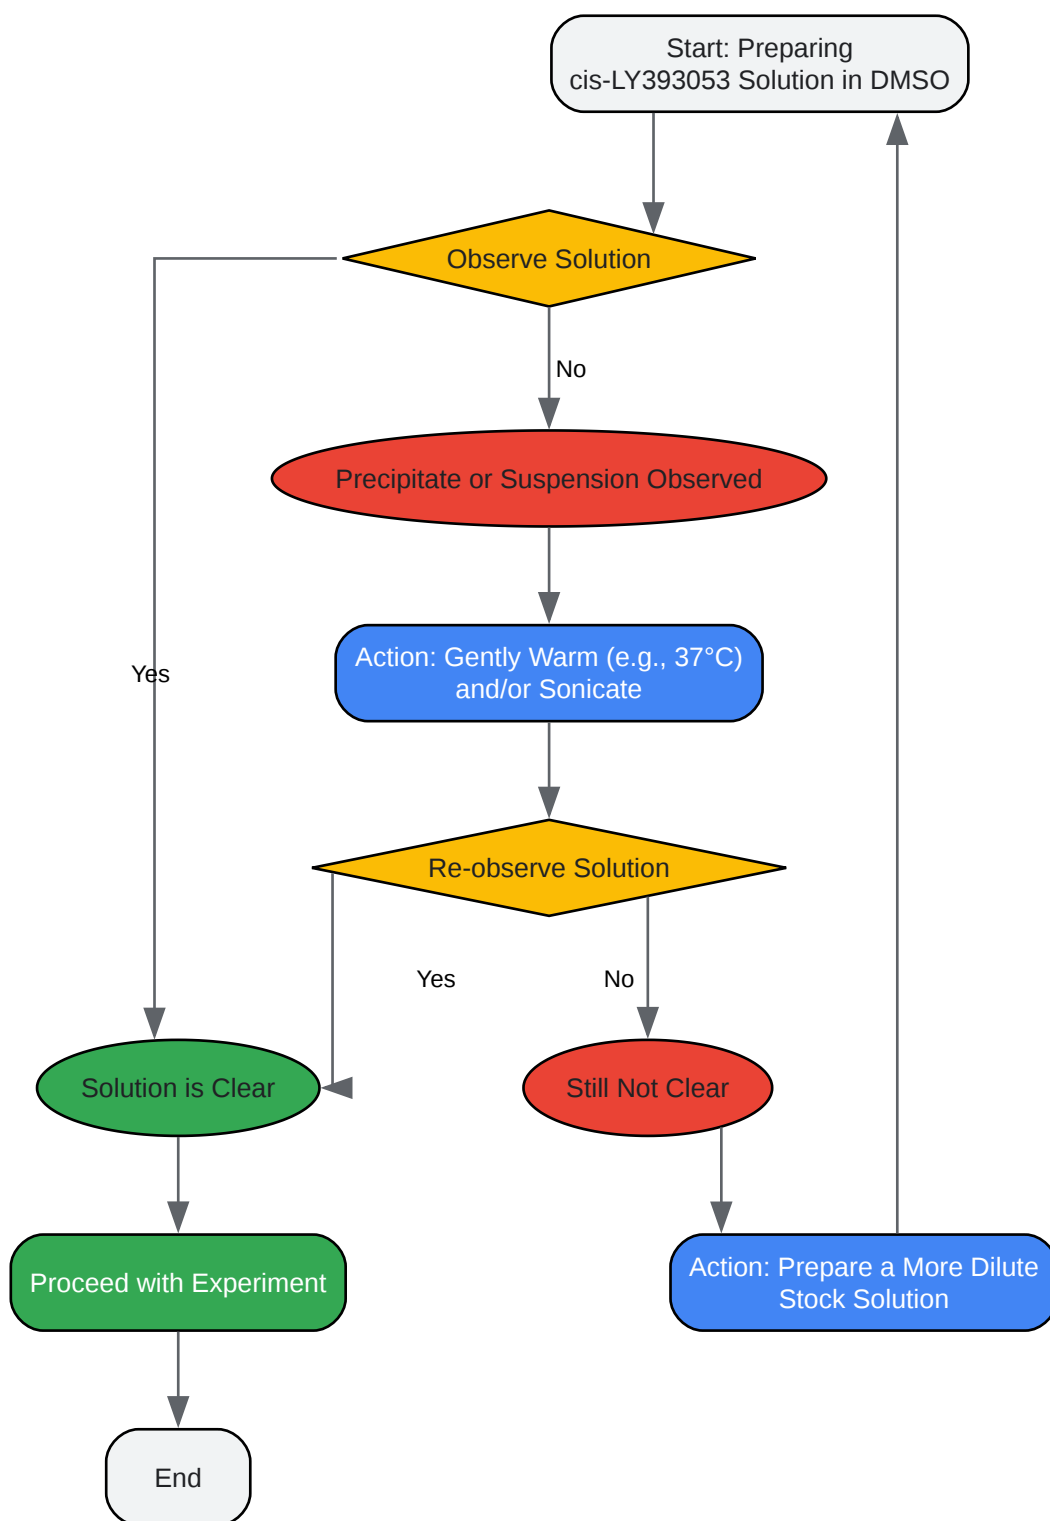 Start: Preparing
cis-LY393053 Solution in DMSO
Observe Solution
No
Precipitate or Suspension Observed
Action: Gently Warm (e.g., 37°C)
and/or Sonicate
Yes
Re-observe Solution
Yes
No
Solution is Clear
Still Not Clear
Proceed with Experiment
Action: Prepare a More Dilute
Stock Solution
End